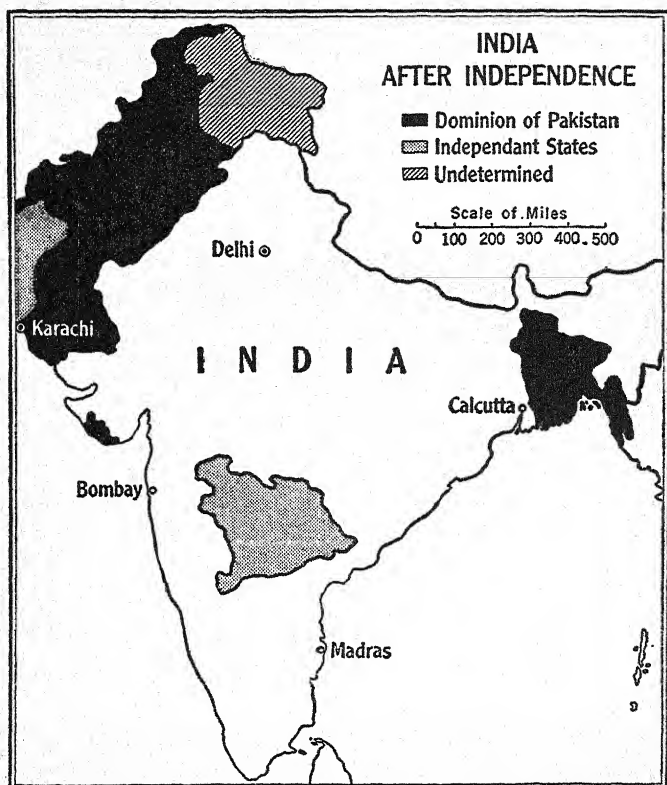 INDIA
AFTER INDEPENDENCE
Dominion of Pakistan
Independant States
Undetermined
Scale of Miles
0 100 200 300 400 500
Delhi
Karachi
INDIA
Calcutta
Bombay
Madras